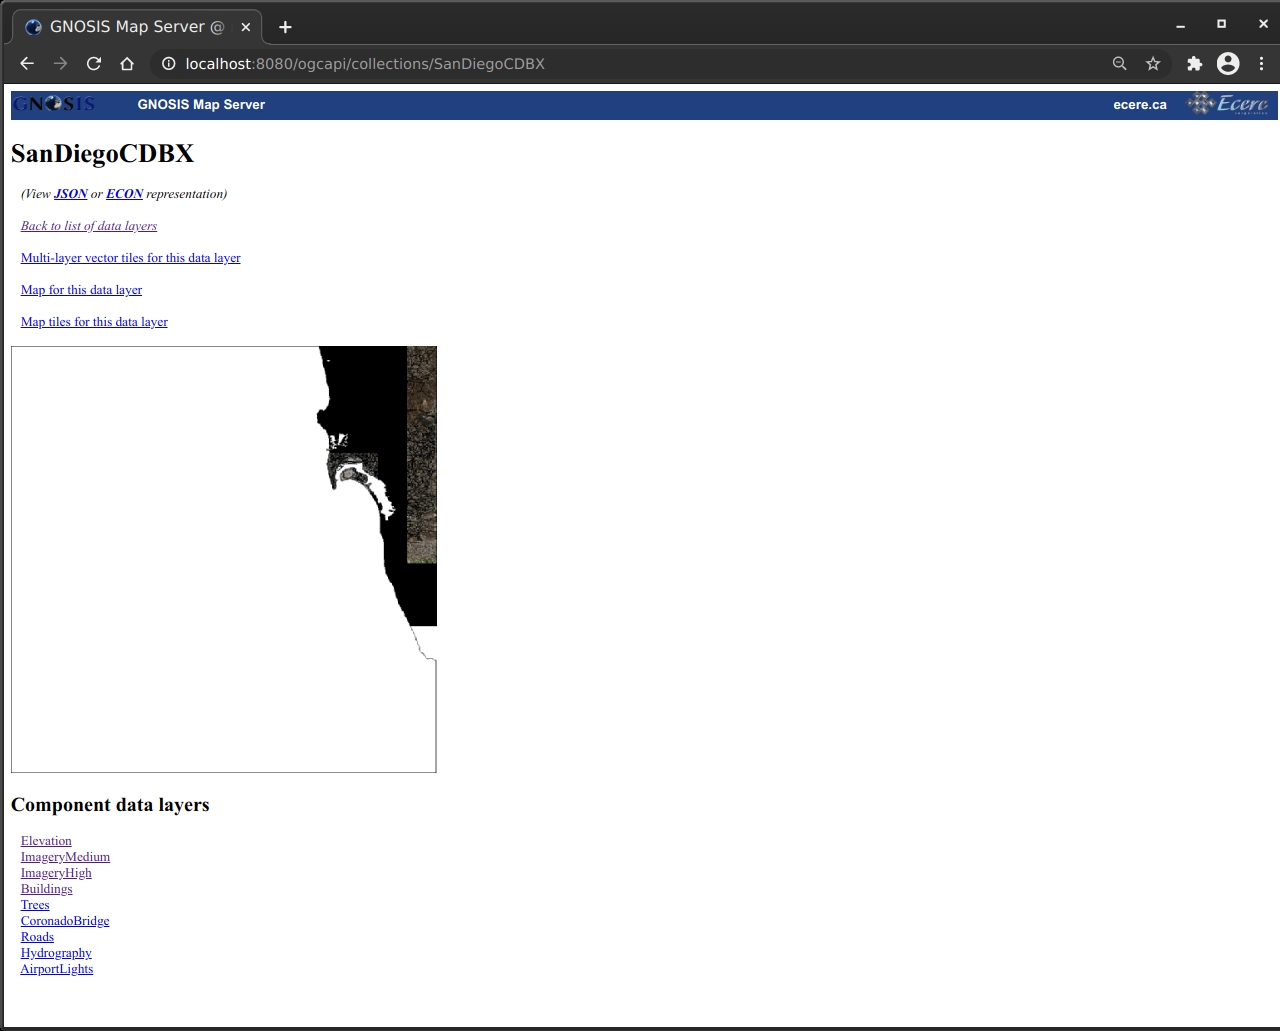 GNOSIS Map Server @
localhost:8080/ogcapi/collections/SanDiegoCDBX
GNOSIS GNOSIS Map Server ecere.ca Ecere
SanDiegoCDBX
(View JSON or ECON representation)
Back to list of data layers
Multi-layer vector tiles for this data layer
Map for this data layer
Map tiles for this data layer
Component data layers
Elevation
ImageryMedium
ImageryHigh
Buildings
Trees
CoronadoBridge
Roads
Hydrography
AirportLights